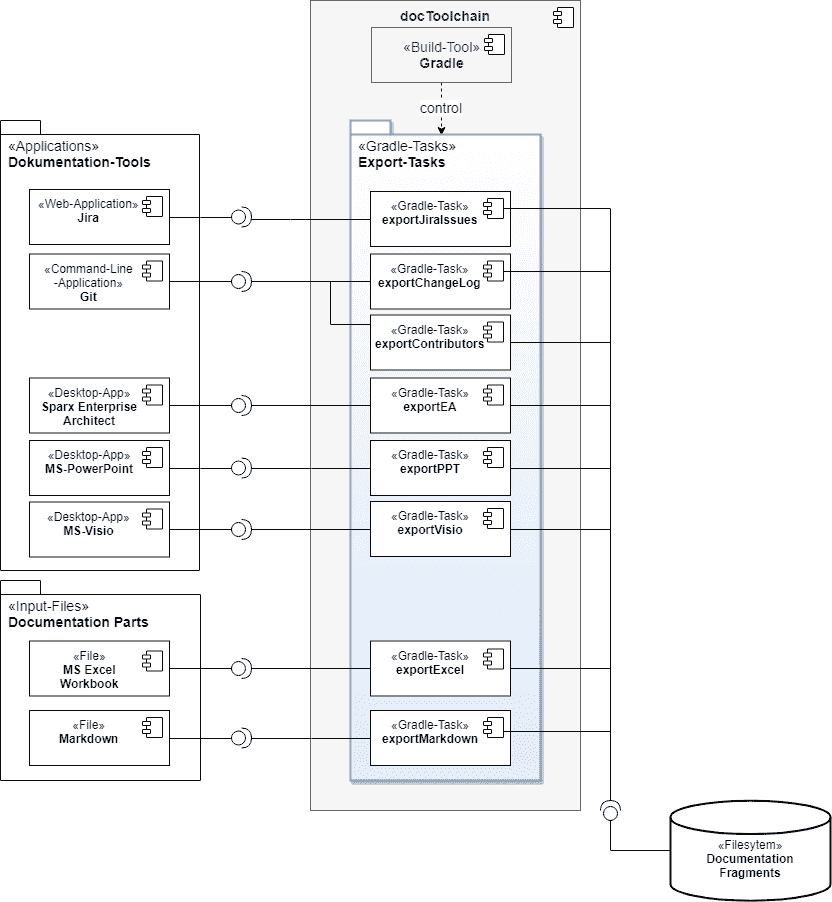 docToolchain
«Build-Tool»
Gradle
control
«Applications»
Dokumentation-Tools
«Web-Application»
Jira
«Command-Line
-Application»
Git
«Desktop-App»
Sparx Enterprise
Architect
«Desktop-App»
MS-PowerPoint
«Desktop-App»
MS-Visio
«Input-Files»
Documentation Parts
«File»
MS Excel
Workbook
«File»
Markdown
«Gradle-Tasks»
Export-Tasks
«Gradle-Task»
exportJiraIssues
«Gradle-Task»
exportChangeLog
«Gradle-Task»
exportContributors
«Gradle-Task»
exportEA
«Gradle-Task»
exportPPT
«Gradle-Task»
exportVisio
«Gradle-Task»
exportExcel
«Gradle-Task»
exportMarkdown
«Filesytem»
Documentation
Fragments